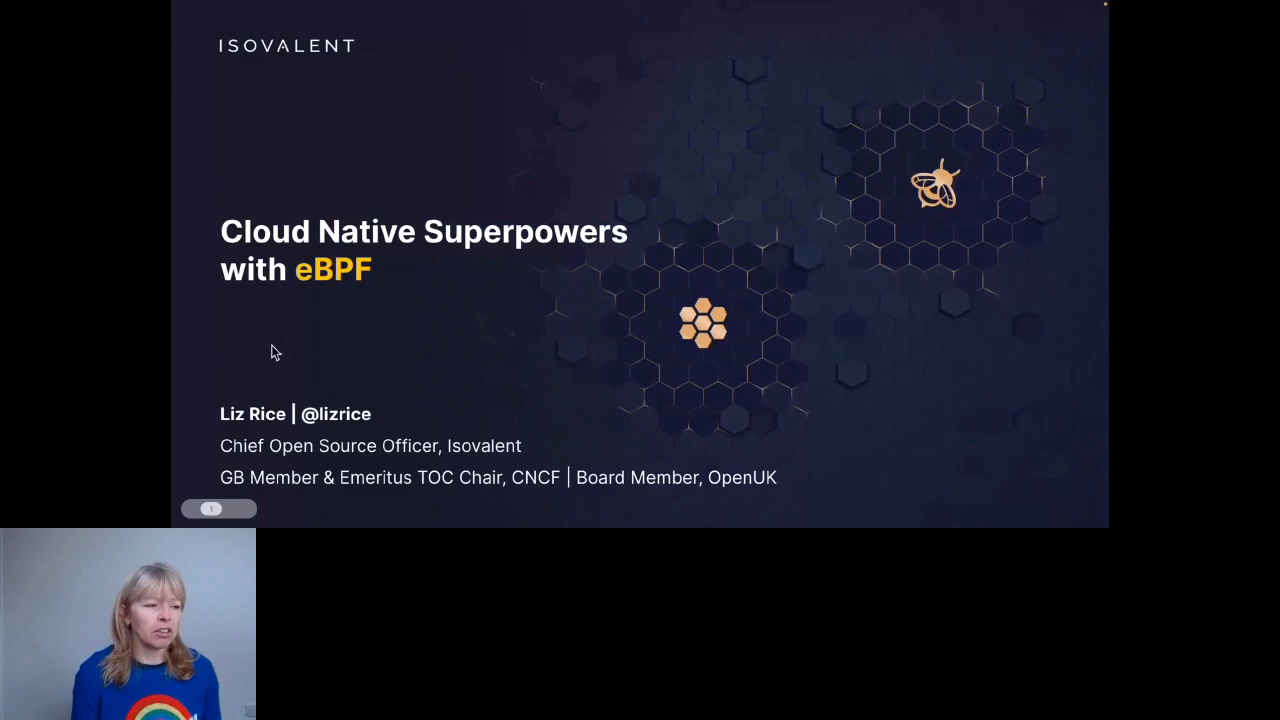 ISOVALENT
Cloud Native Superpowers
with eBPF
Liz Rice | @lizrice
Chief Open Source Officer, Isovalent
GB Member & Emeritus TOC Chair, CNCF | Board Member, OpenUK
1